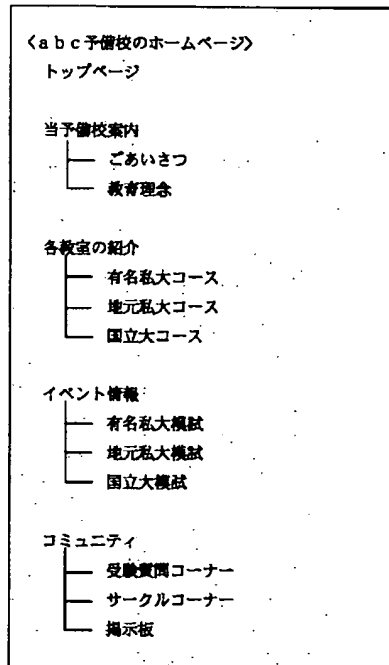 〈ａｂｃ予備校のホームページ〉
トップページ
当予備校案内
ごあいさつ
教育理念
各教室の紹介
有名私大コース
地元私大コース
国立大コース
イベント情報
有名私大模試
地元私大模試
国立大模試
コミュニティ
受験質問コーナー
サークルコーナー
掲示板